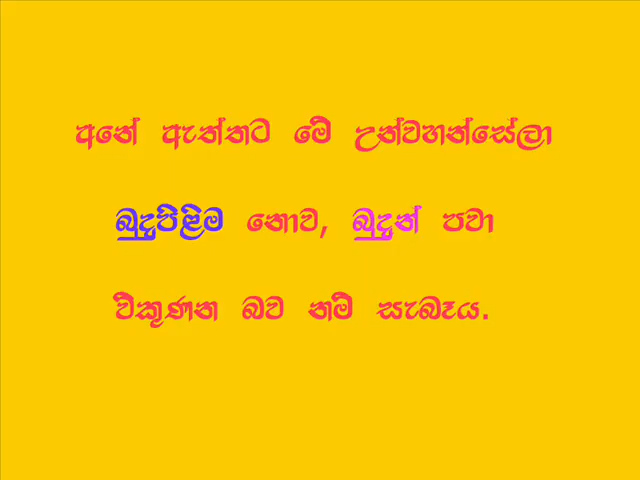 අනේ ඇත්තට මේ උන්වහන්සේලා
බුදුපිළිම නොව, බුදුන් පවා
විකුණන බව නම් සැබෑය.